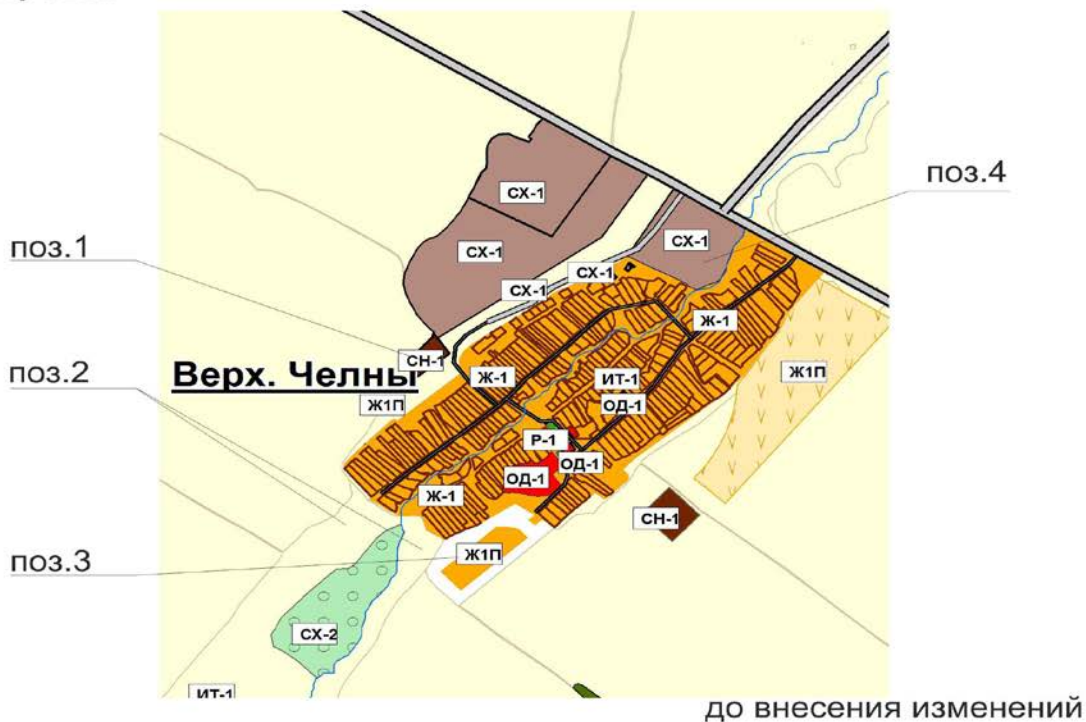 поз.4
СХ-1
СХ-1
СХ-1
поз.1
СХ-1
СХ-1
Ж-1
СН-1
Верх. Челны
поз.2
Ж-1
ИТ-1
Ж1П
Ж1П
ОД-1
Р-1
ОД-1
ОД-1
Ж-1
СН-1
поз.3
Ж1П
СХ-2
ИТ-1
до внесения изменений